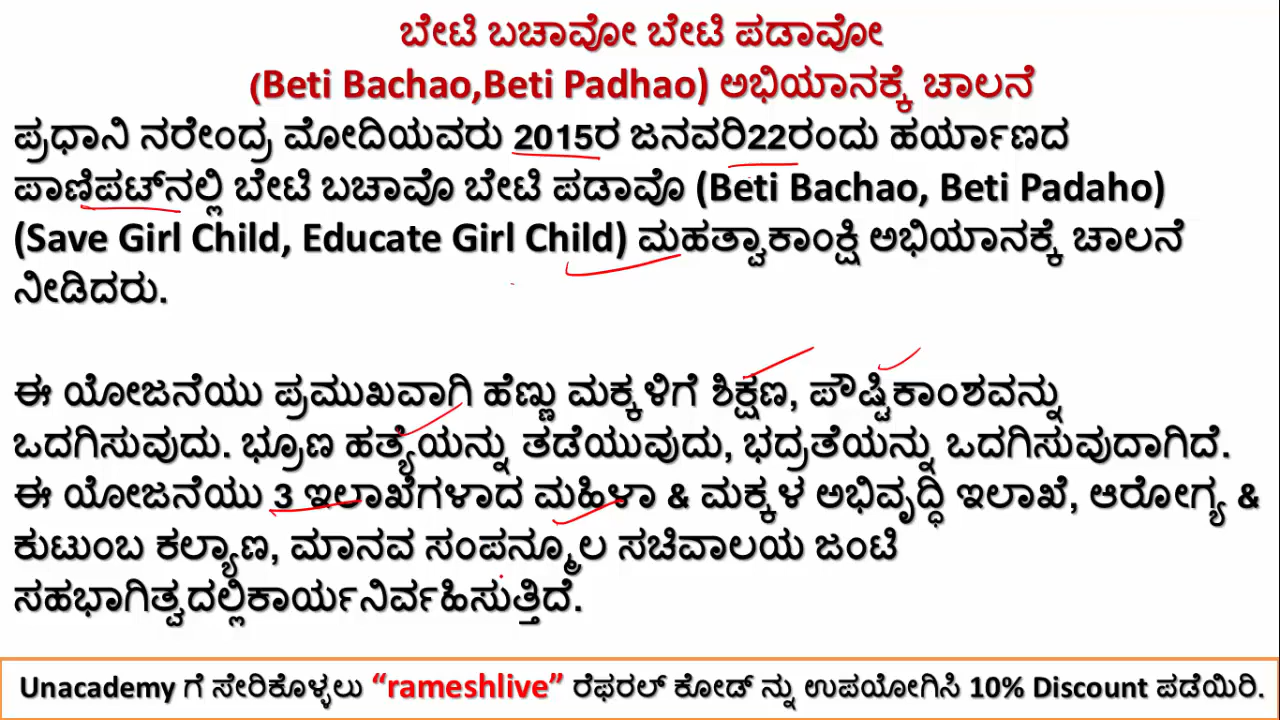 ಬೇಟಿ ಬಚಾವೋ ಬೇಟಿ ಪಡಾವೋ
(Beti Bachao,Beti Padhao) ಅಭಿಯಾನಕ್ಕೆ ಚಾಲನೆ
ಪ್ರಧಾನಿ ನರೇಂದ್ರ ಮೋದಿಯವರು 2015ರ ಜನವರಿ22ರಂದು ಹರ್ಯಾಣದ
ಪಾಣಿಪಟ್‌ನಲ್ಲಿ ಬೇಟಿ ಬಚಾವೊ ಬೇಟಿ ಪಡಾವೊ (Beti Bachao, Beti Padaho)
(Save Girl Child, Educate Girl Child) ಮಹತ್ವಾಕಾಂಕ್ಷಿ ಅಭಿಯಾನಕ್ಕೆ ಚಾಲನೆ
ನೀಡಿದರು.
ಈ ಯೋಜನೆಯು ಪ್ರಮುಖವಾಗಿ ಹೆಣ್ಣು ಮಕ್ಕಳಿಗೆ ಶಿಕ್ಷಣ, ಪೌಷ್ಟಿಕಾಂಶವನ್ನು
ಒದಗಿಸುವುದು. ಭ್ರೂಣ ಹತ್ಯೆಯನ್ನು ತಡೆಯುವುದು, ಭದ್ರತೆಯನ್ನು ಒದಗಿಸುವುದಾಗಿದೆ.
ಈ ಯೋಜನೆಯು 3 ಇಲಾಖೆಗಳಾದ ಮಹಿಳಾ & ಮಕ್ಕಳ ಅಭಿವೃದ್ಧಿ ಇಲಾಖೆ, ಆರೋಗ್ಯ &
ಕುಟುಂಬ ಕಲ್ಯಾಣ, ಮಾನವ ಸಂಪನ್ಮೂಲ ಸಚಿವಾಲಯ ಜಂಟಿ
ಸಹಭಾಗಿತ್ವದಲ್ಲಿಕಾರ್ಯನಿರ್ವಹಿಸುತ್ತಿದೆ.
Unacademy ಗೆ ಸೇರಿಕೊಳ್ಳಲು “rameshlive” ರೆಫರಲ್ ಕೋಡ್ ನ್ನು ಉಪಯೋಗಿಸಿ 10% Discount ಪಡೆಯಿರಿ.